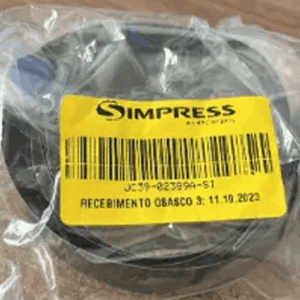 SIMPRESS
JC39-02389A-SI
RECEBIMENTO OSASCO 3: 11.10.2023